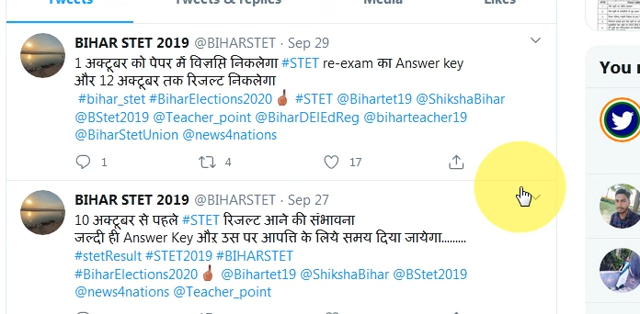 Tweets Tweets & replies Media Likes
BIHAR STET 2019 @BIHARSTET · Sep 29
1 अक्टूबर को पेपर में विज्ञप्ति निकलेगा #STET re-exam का Answer key
और 12 अक्टूबर तक रिजल्ट निकलेगा
#bihar_stet #BiharElections2020 #STET @Bihartet19 @ShikshaBihar
@BStet2019 @Teacher_point @BiharDElEdReg @biharteacher19
@BiharStetUnion @news4nations
1 4 17
BIHAR STET 2019 @BIHARSTET · Sep 27
10 अक्टूबर से पहले #STET रिजल्ट आने की संभावना
जल्दी ही Answer Key और उस पर आपत्ति के लिये समय दिया जायेगा.........
#stetResult #STET2019 #BIHARSTET
#BiharElections2020 @Bihartet19 @ShikshaBihar @BStet2019
@news4nations @Teacher_point
You